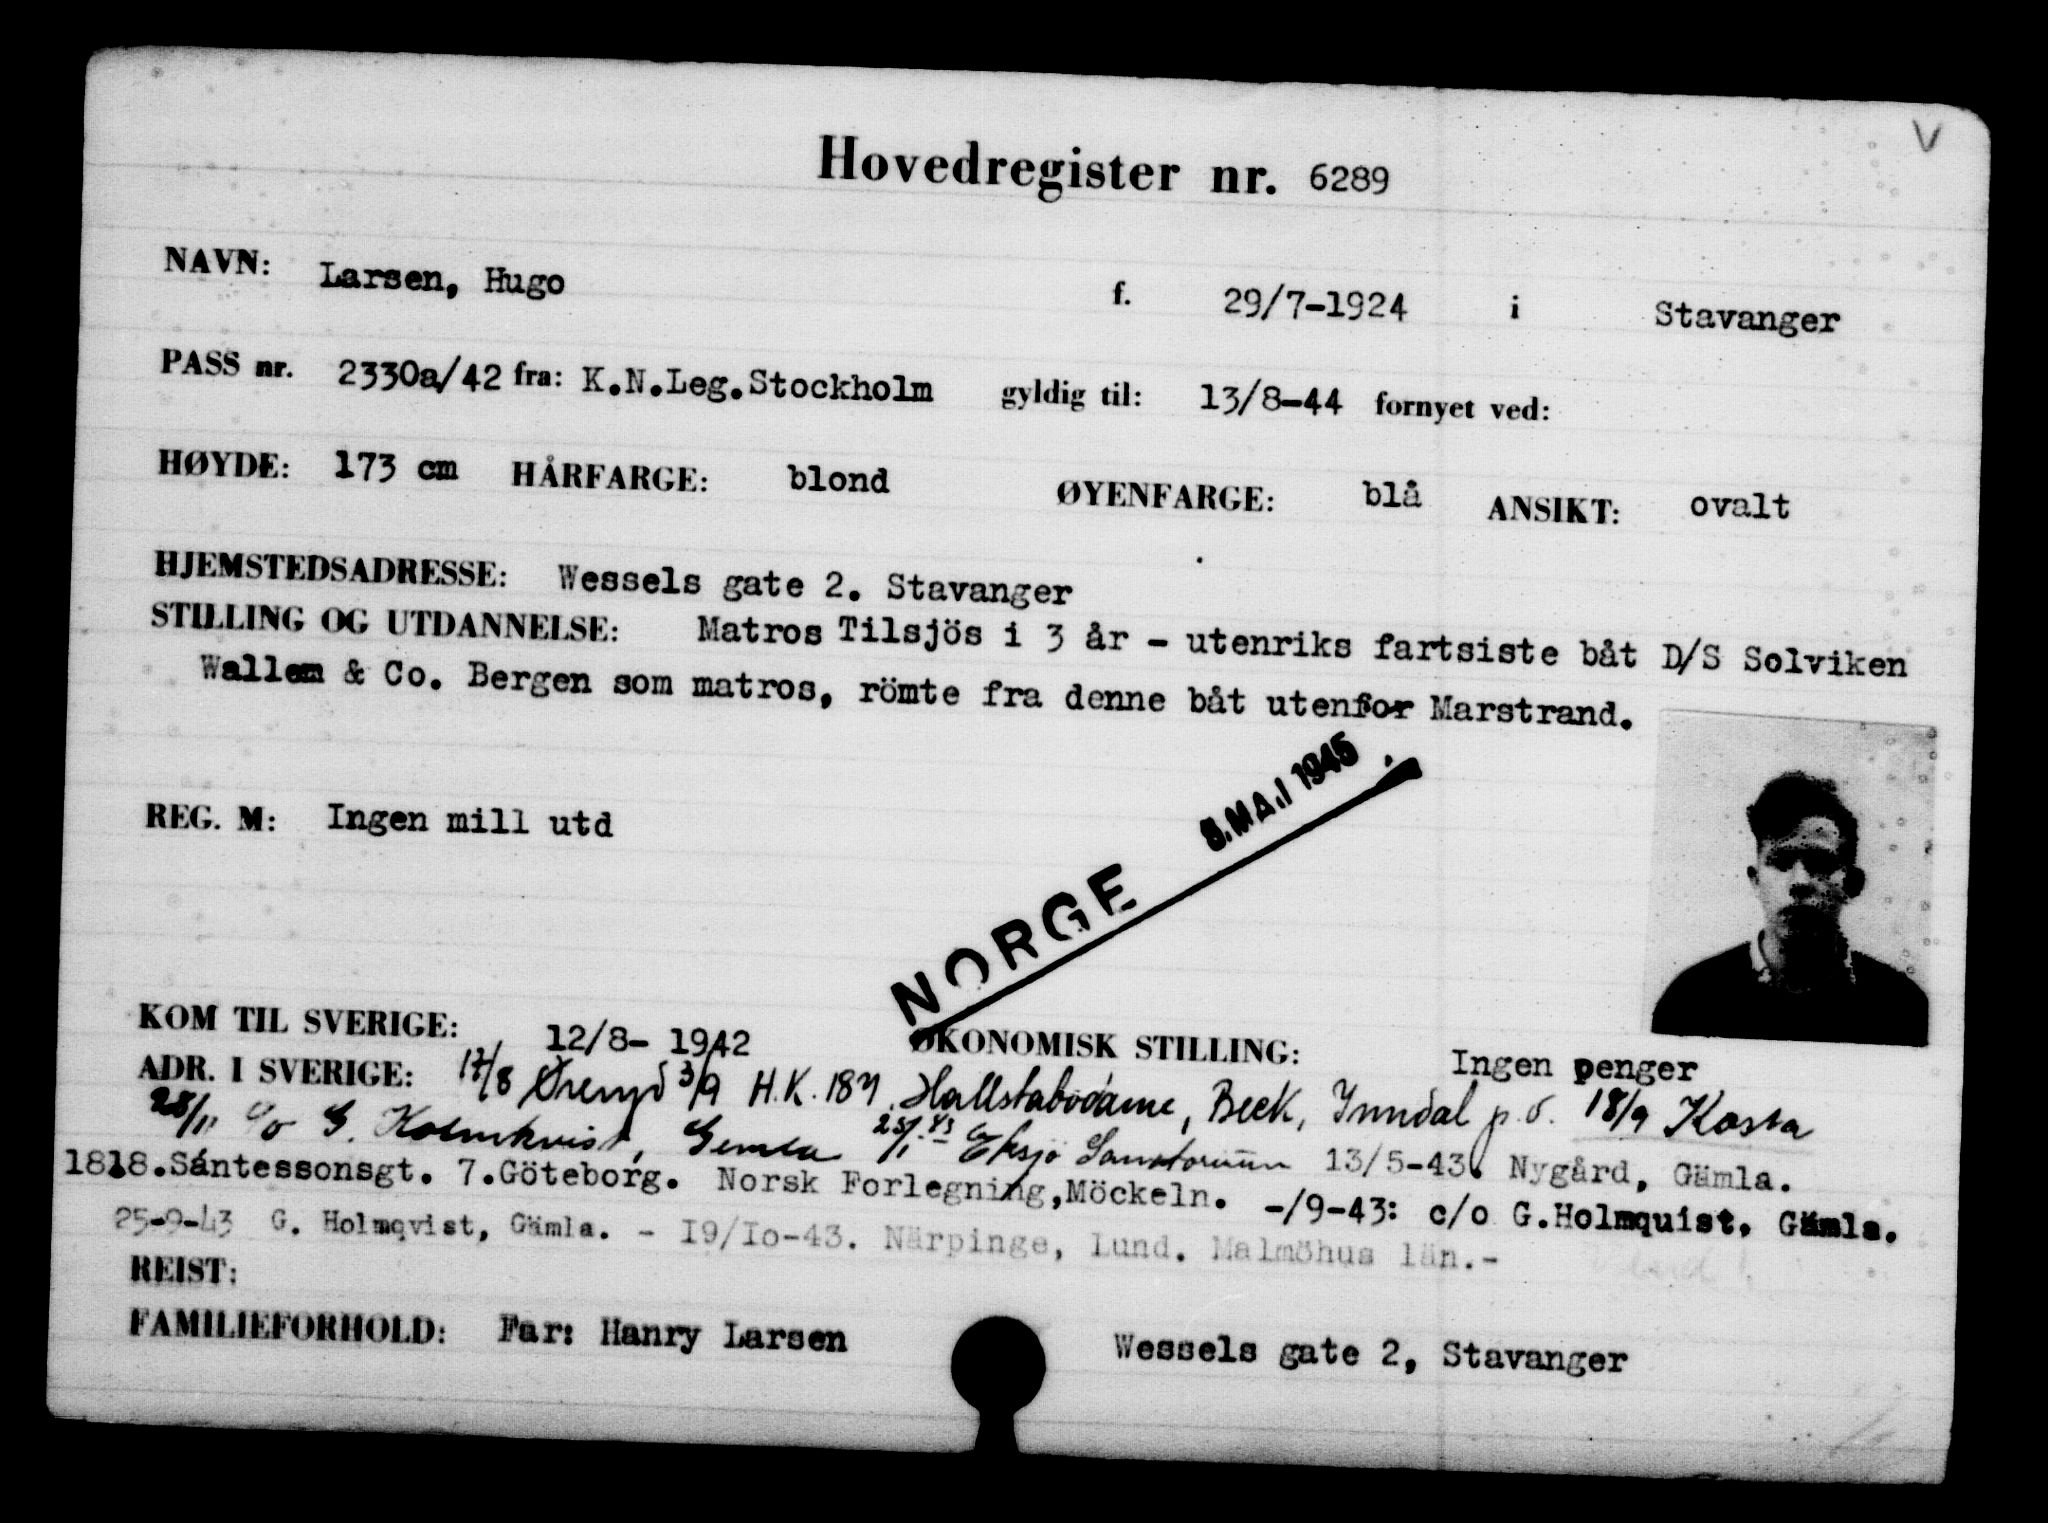 V
Hovedregister nr. 6289
NAVN: Larsen, Hugo f. 29/7-1924 i Stavanger
PASS nr. 2330a/42 fra: K.N.Leg.Stockholm gyldig til: 13/8-44 fornyet ved:
HØYDE: 173 cm HÅRFARGE: blond ØYENFARGE: blå ANSIKT: ovalt
HJEMSTEDSADRESSE: Wessels gate 2. Stavanger
STILLING OG UTDANNELSE: Matros Tilsjös i 3 år - utenriks fartsiste båt D/S Solviken
Wallem & Co. Bergen som matros, römte fra denne båt utenfor Marstrand.
REG. M: Ingen mill utd
NORGE 8. MAI 1945
KOM TIL SVERIGE: 12/8- 1942 ØKONOMISK STILLING: Ingen penger
ADR. I SVERIGE: 17/8 Øreryd 3/9 H.K. 187, Beck, p.o. 18/9 Kosta
28/11 c/o G. Holmkvist, Gemla 25/1.43 Eksjö Sanatorium 13/5-43. Nygård, Gämla.
1818.Santessonsgt. 7.Göteborg. Norsk Forlegning,Möckeln. -/9-43: c/o G.Holmquist. Gämla.
25-9-43 G. Holmqvist, Gämla. - I9/Io-43. Närpinge, Lund. Malmöhus län.-
REIST:
FAMILIEFORHOLD: Far: Hanry Larsen Wessels gate 2, Stavanger